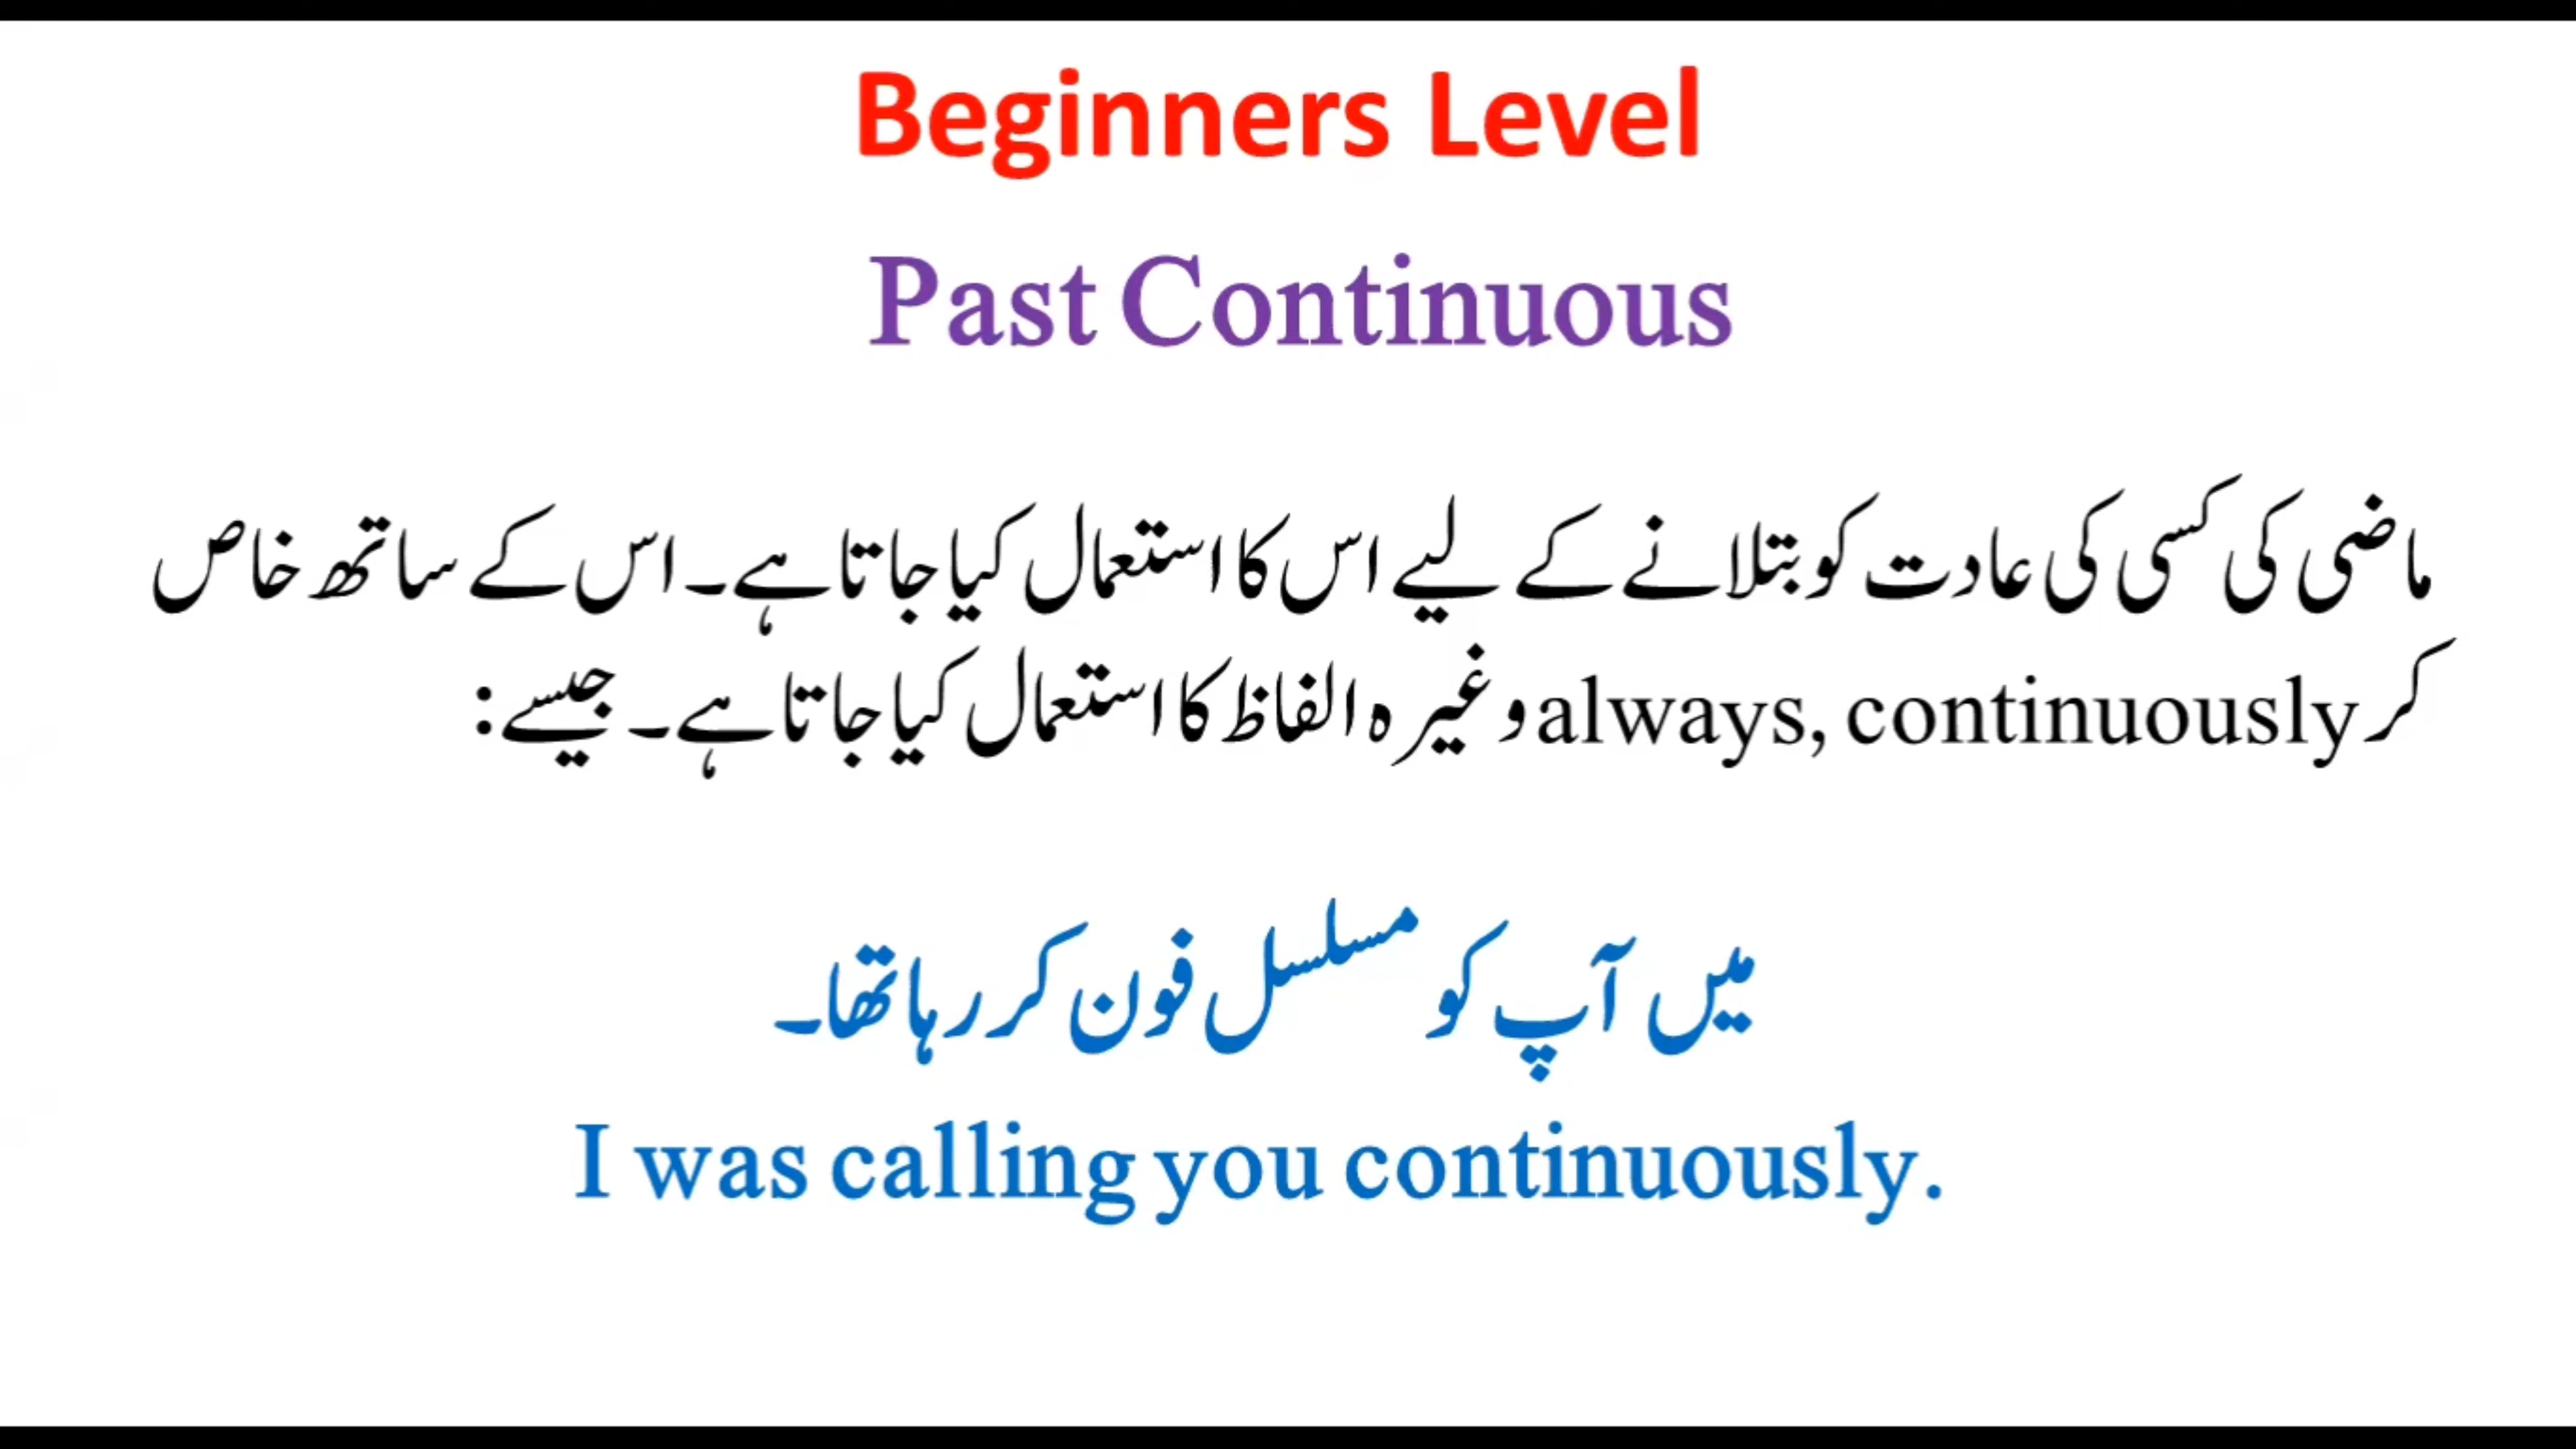 Beginners Level
Past Continuous
ماضی کی کسی کی عادت کو بتلانے کے لیے اس کا استعمال کیا جاتا ہے۔ اس کے ساتھ خاص
کر always, continuously وغیرہ الفاظ کا استعمال کیا جاتا ہے۔ جیسے:
میں آپ کو مسلسل فون کر رہا تھا۔
I was calling you continuously.